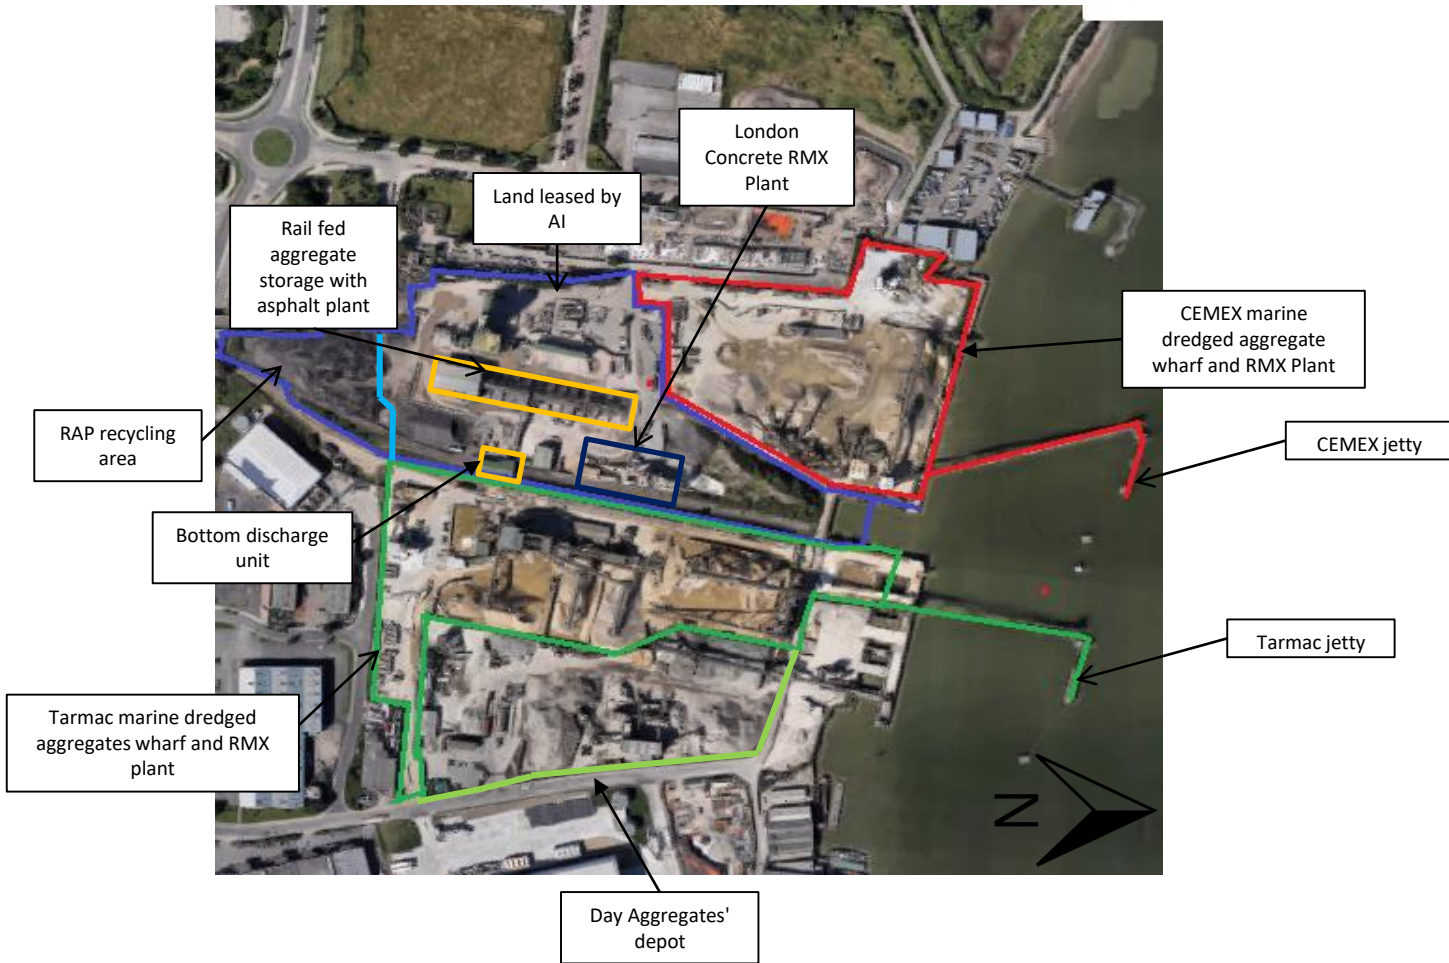 London
Concrete RMX
Plant
Land leased by
AI
Rail fed
aggregate
storage with
asphalt plant
CEMEX marine
dredged aggregate
wharf and RMX Plant
RAP recycling
area
CEMEX jetty
Bottom discharge
unit
Tarmac jetty
Tarmac marine dredged
aggregates wharf and RMX
plant
N
Day Aggregates'
depot